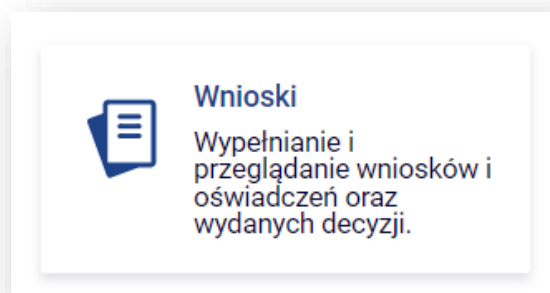 Wnioski
Wypełnianie i
przeglądanie wniosków i
oświadczeń oraz
wydanych decyzji.